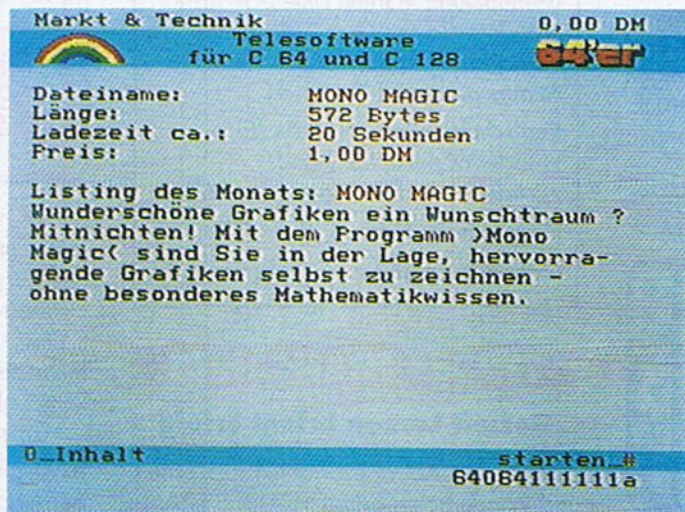 Markt & Technik 0,00 DM
Telesoftware
für C 64 und C 128 64'er
Dateiname: MONO MAGIC
Länge: 572 Bytes
Ladezeit ca.: 20 Sekunden
Preis: 1,00 DM
Listing des Monats: MONO MAGIC
Wunderschöne Grafiken ein Wunschtraum ?
Mitnichten! Mit dem Programm >Mono
Magic< sind Sie in der Lage, hervorra-
gende Grafiken selbst zu zeichnen -
ohne besonderes Mathematikwissen.
0_Inhalt starten_#
64064111111a